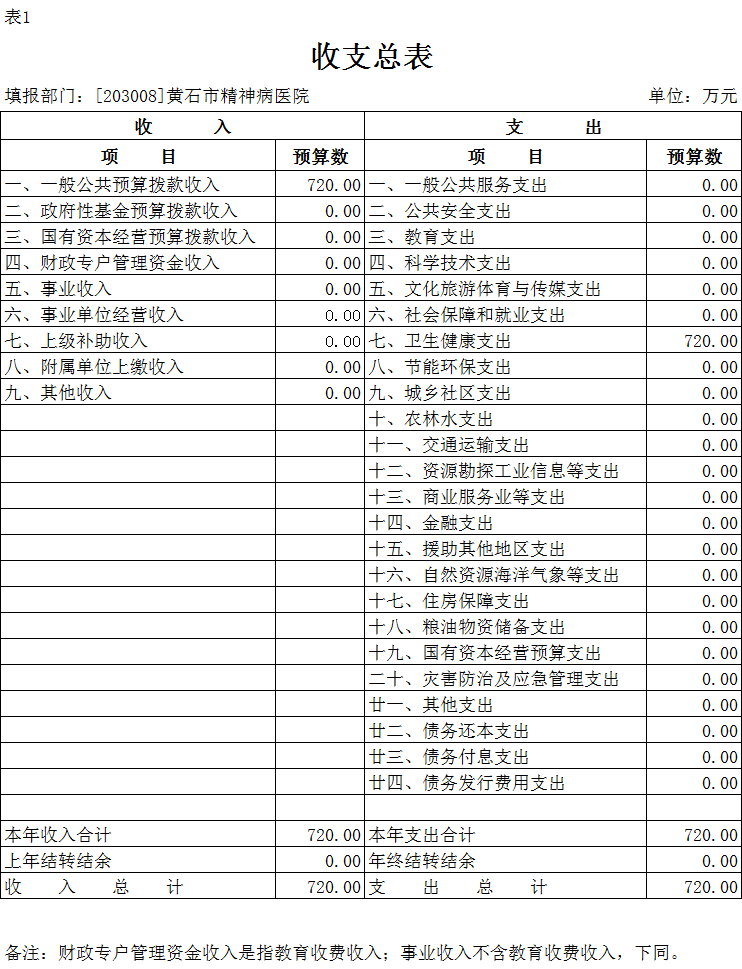 表1
收支总表
填报部门：[203008]黄石市精神病医院 单位：万元
收 入 支 出
项 目 预算数 项 目 预算数
一、一般公共预算拨款收入 720.00 一、一般公共服务支出 0.00
二、政府性基金预算拨款收入 0.00 二、公共安全支出 0.00
三、国有资本经营预算拨款收入 0.00 三、教育支出 0.00
四、财政专户管理资金收入 0.00 四、科学技术支出 0.00
五、事业收入 0.00 五、文化旅游体育与传媒支出 0.00
六、事业单位经营收入 0.00 六、社会保障和就业支出 0.00
七、上级补助收入 0.00 七、卫生健康支出 720.00
八、附属单位上缴收入 0.00 八、节能环保支出 0.00
九、其他收入 0.00 九、城乡社区支出 0.00
十、农林水支出 0.00
十一、交通运输支出 0.00
十二、资源勘探工业信息等支出 0.00
十三、商业服务业等支出 0.00
十四、金融支出 0.00
十五、援助其他地区支出 0.00
十六、自然资源海洋气象等支出 0.00
十七、住房保障支出 0.00
十八、粮油物资储备支出 0.00
十九、国有资本经营预算支出 0.00
二十、灾害防治及应急管理支出 0.00
廿一、其他支出 0.00
廿二、债务还本支出 0.00
廿三、债务付息支出 0.00
廿四、债务发行费用支出 0.00
本年收入合计 720.00 本年支出合计 720.00
上年结转结余 0.00 年终结转结余 0.00
收 入 总 计 720.00 支 出 总 计 720.00
备注：财政专户管理资金收入是指教育收费收入；事业收入不含教育收费收入，下同。